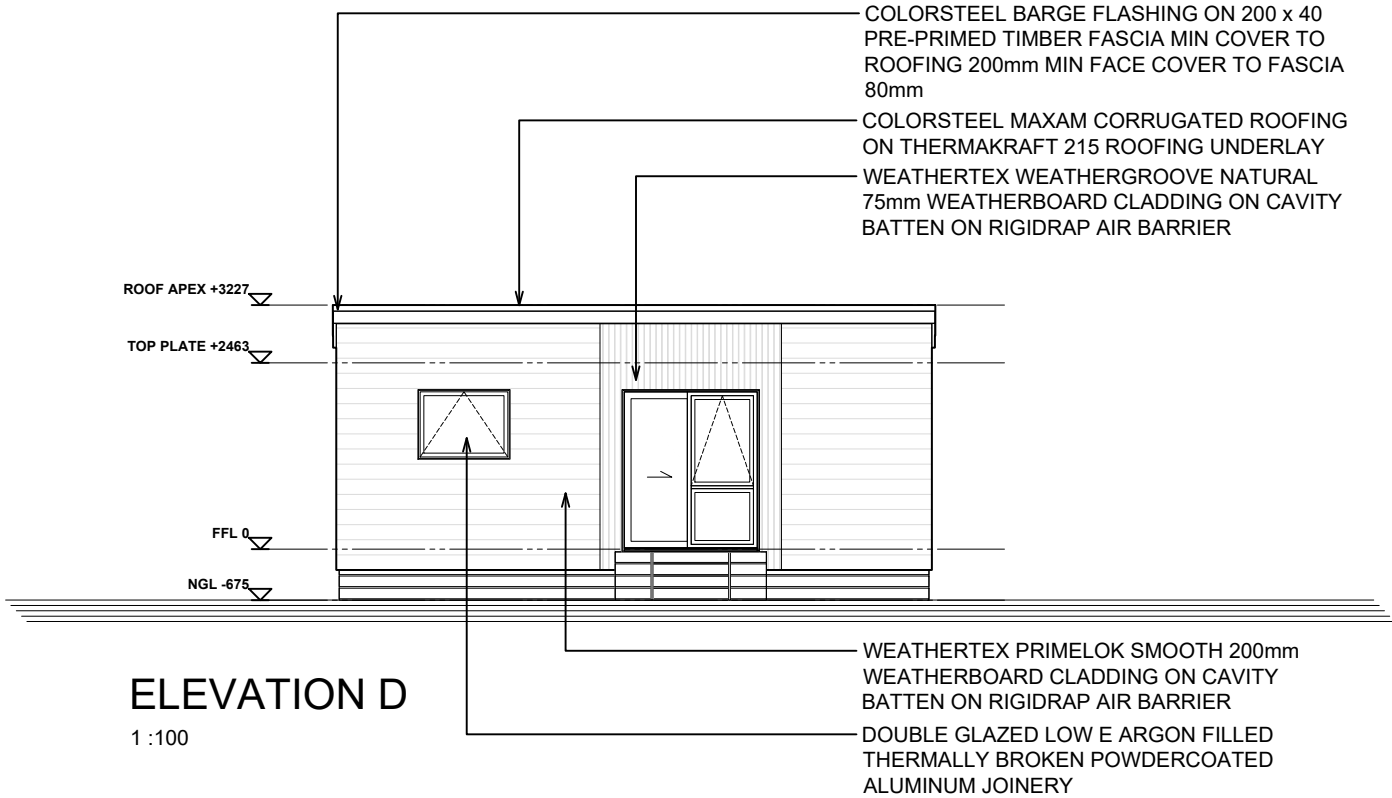 COLORSTEEL BARGE FLASHING ON 200 x 40
PRE-PRIMED TIMBER FASCIA MIN COVER TO
ROOFING 200mm MIN FACE COVER TO FASCIA
80mm
COLORSTEEL MAXAM CORRUGATED ROOFING
ON THERMAKRAFT 215 ROOFING UNDERLAY
WEATHERTEX WEATHERGROOVE NATURAL
75mm WEATHERBOARD CLADDING ON CAVITY
BATTEN ON RIGIDRAP AIR BARRIER
ROOF APEX +3227
TOP PLATE +2463
FFL 0
NGL -675
WEATHERTEX PRIMELOK SMOOTH 200mm
WEATHERBOARD CLADDING ON CAVITY
BATTEN ON RIGIDRAP AIR BARRIER
DOUBLE GLAZED LOW E ARGON FILLED
THERMALLY BROKEN POWDERCOATED
ALUMINUM JOINERY
ELEVATION D
1 :100